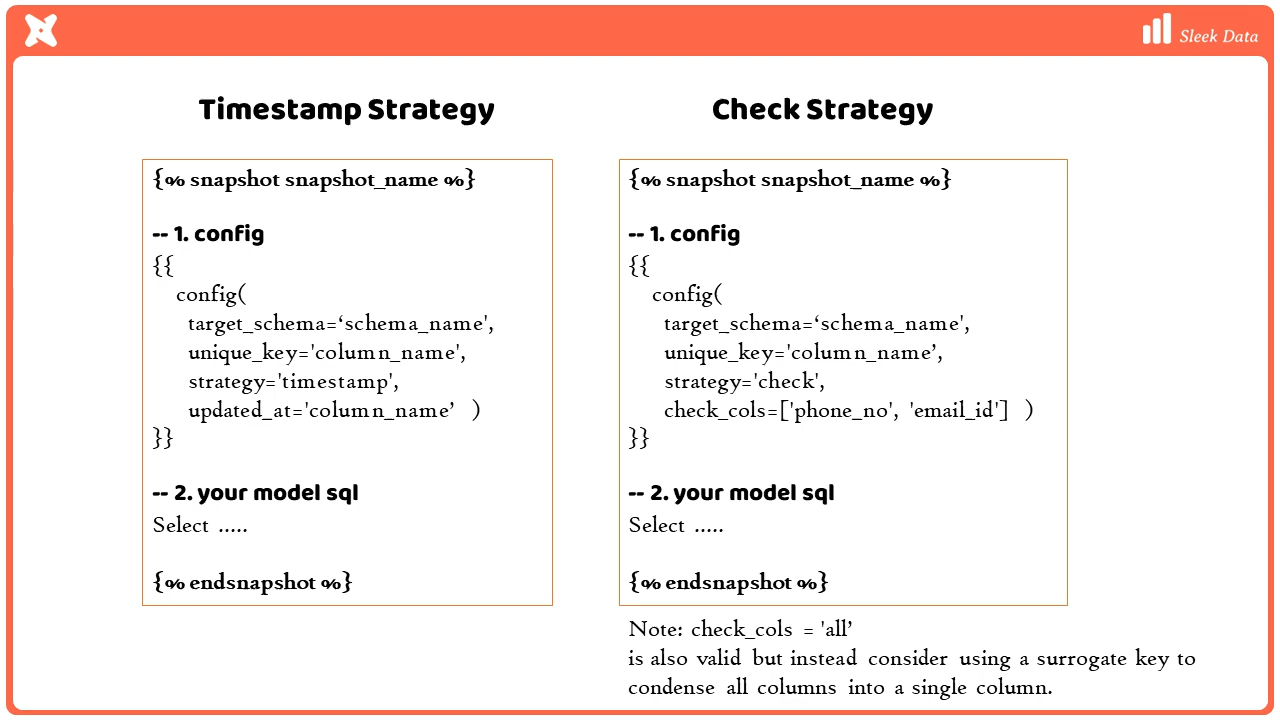 Sleek Data
Timestamp Strategy
{% snapshot snapshot_name %}
-- 1. config
{{
config(
target_schema=‘schema_name',
unique_key='column_name',
strategy='timestamp',
updated_at='column_name’ )
}}
-- 2. your model sql
Select .....
{% endsnapshot %}
Check Strategy
{% snapshot snapshot_name %}
-- 1. config
{{
config(
target_schema=‘schema_name',
unique_key='column_name’,
strategy='check',
check_cols=['phone_no', 'email_id'] )
}}
-- 2. your model sql
Select .....
{% endsnapshot %}
Note: check_cols = 'all’
is also valid but instead consider using a surrogate key to
condense all columns into a single column.